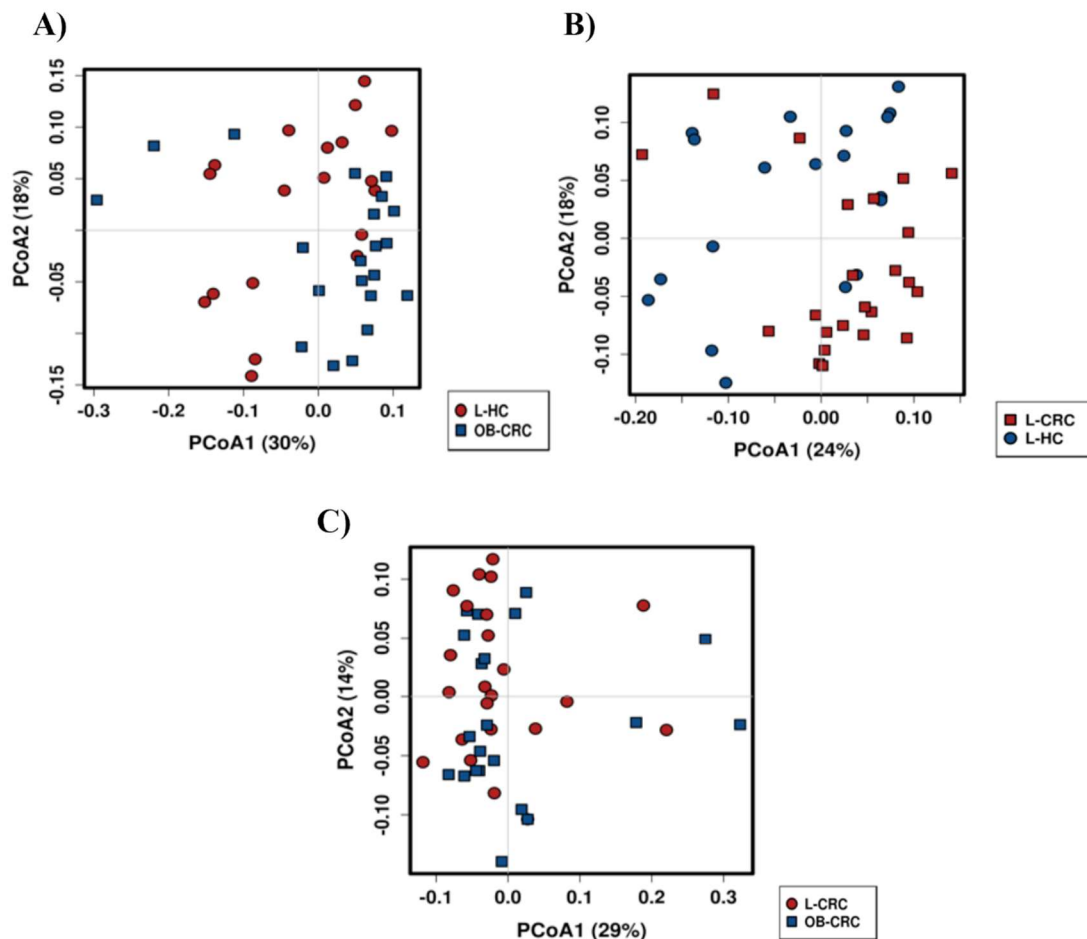 A)
0.15
0.10
0.05
-0.05
-0.15
PCoA2 (18%)
-0.3
-0.2
-0.1
0.0
0.1
PCoA1 (30%)
L-HC
OB-CRC
B)
0.10
0.05
0.00
-0.05
-0.10
PCoA2 (18%)
-0.20
-0.10
0.00
0.10
PCoA1 (24%)
L-CRC
L-HC
C)
0.10
0.05
0.00
-0.05
-0.10
PCoA2 (14%)
-0.1
0.0
0.1
0.2
0.3
PCoA1 (29%)
L-CRC
OB-CRC